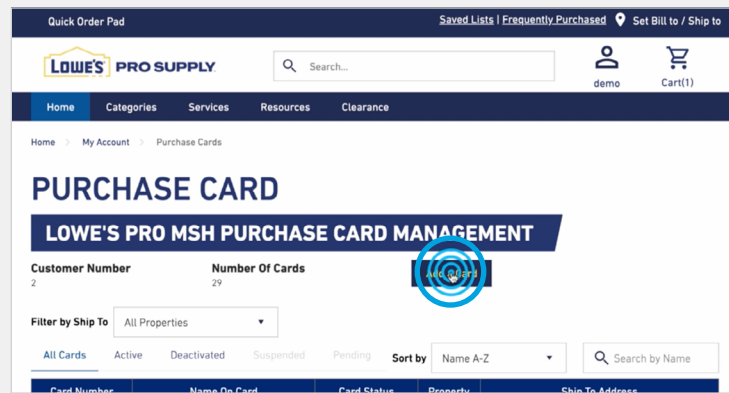 Quick Order Pad Saved Lists | Frequently Purchased Set Bill to / Ship to
LOWE'S PRO SUPPLY Search... demo Cart(1)
Home Categories Services Resources Clearance
Home > My Account > Purchase Cards
PURCHASE CARD
LOWE'S PRO MSH PURCHASE CARD MANAGEMENT
Customer Number Number Of Cards Add a Card
2 29
Filter by Ship To All Properties
All Cards Active Deactivated Suspended Pending Sort by Name A-Z Search by Name
Card Number Name On Card Card Status Property Ship To Address